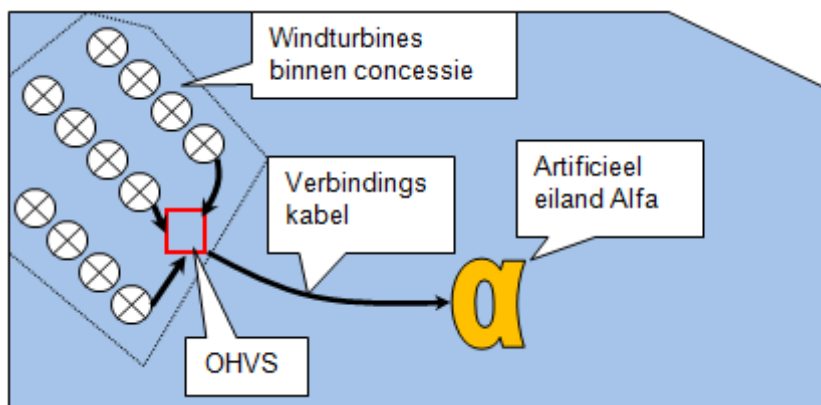 Windturbines
binnen concessie
Verbindings
kabel
Artificieel
eiland Alfa
α
OHVS